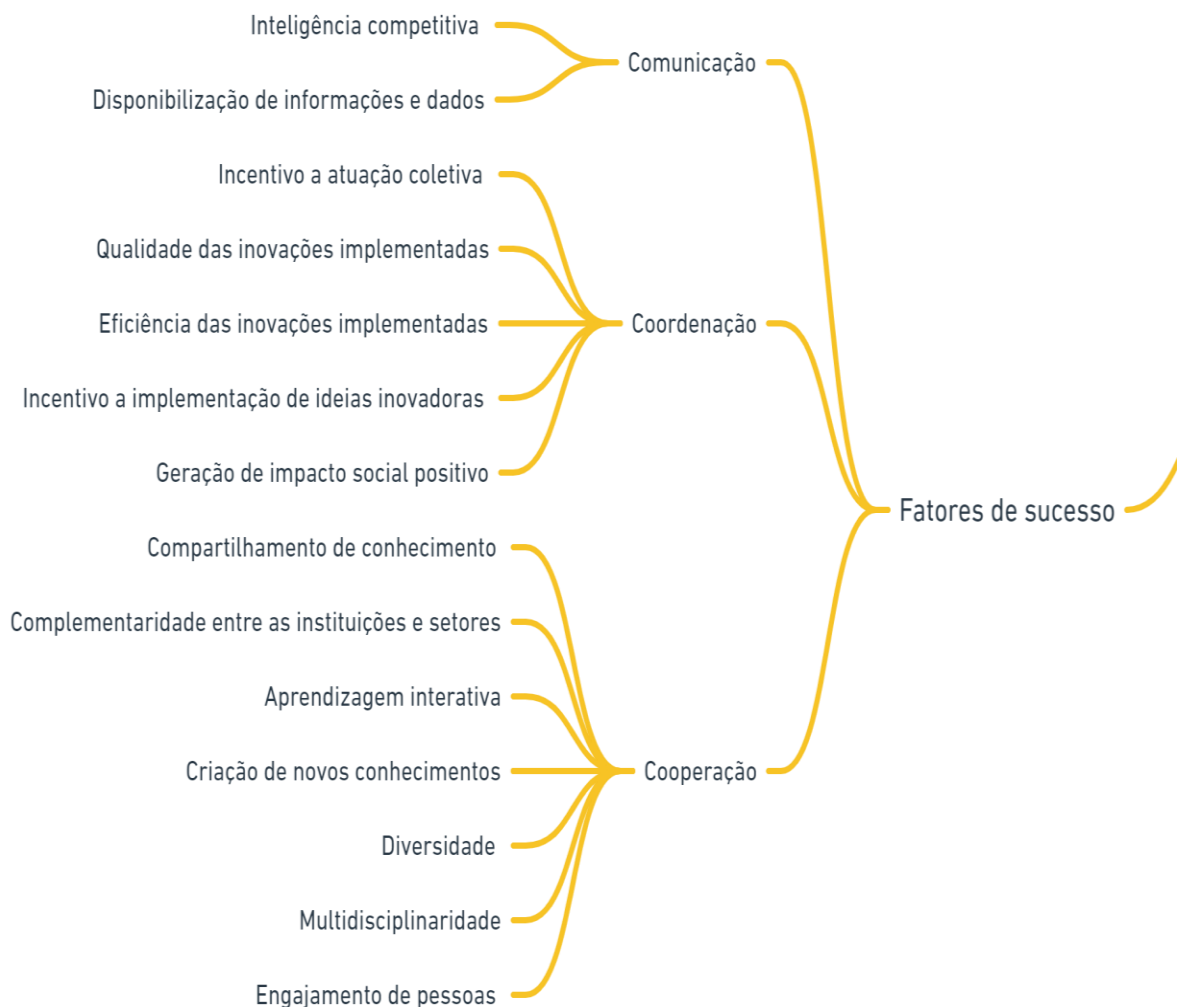 Inteligência competitiva
Comunicação
Disponibilização de informações e dados
Incentivo a atuação coletiva
Qualidade das inovações implementadas
Eficiência das inovações implementadas
Coordenação
Incentivo a implementação de ideias inovadoras
Geração de impacto social positivo
Fatores de sucesso
Compartilhamento de conhecimento
Complementaridade entre as instituições e setores
Aprendizagem interativa
Criação de novos conhecimentos
Cooperação
Diversidade
Multidisciplinaridade
Engajamento de pessoas